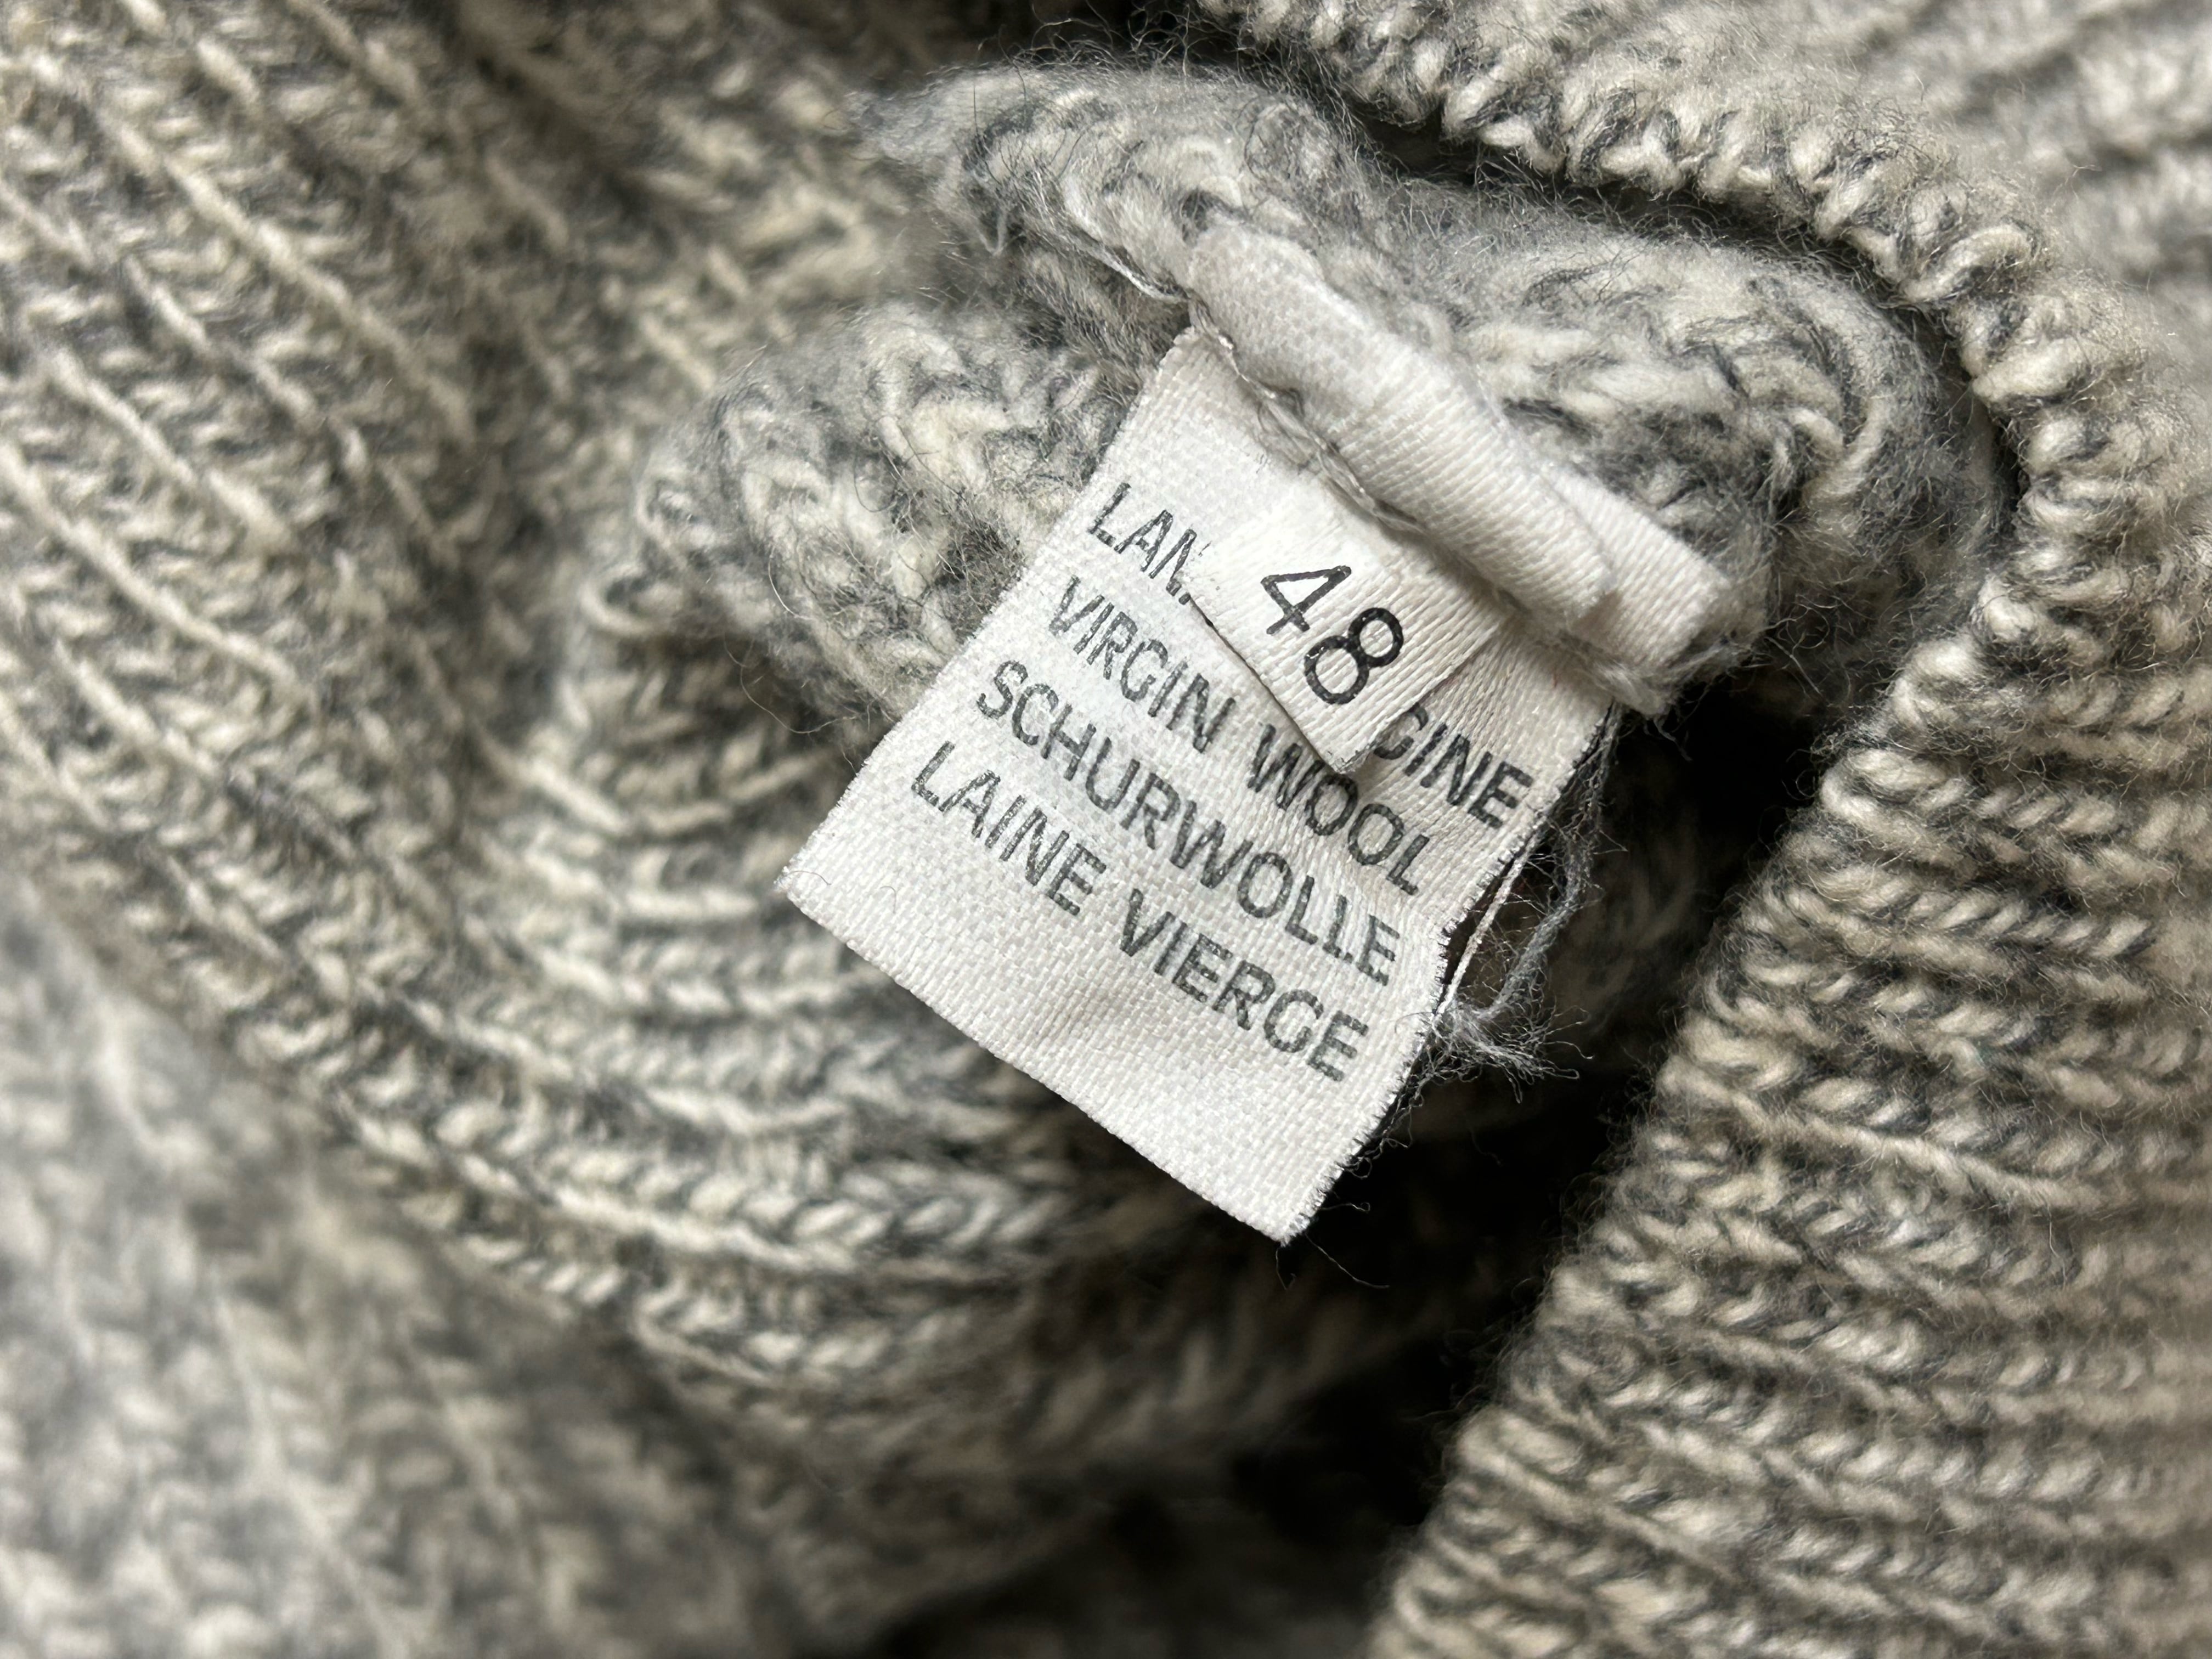 48
VIRGIN WOOL
SCHURWOLLE
LAINE VIERGE